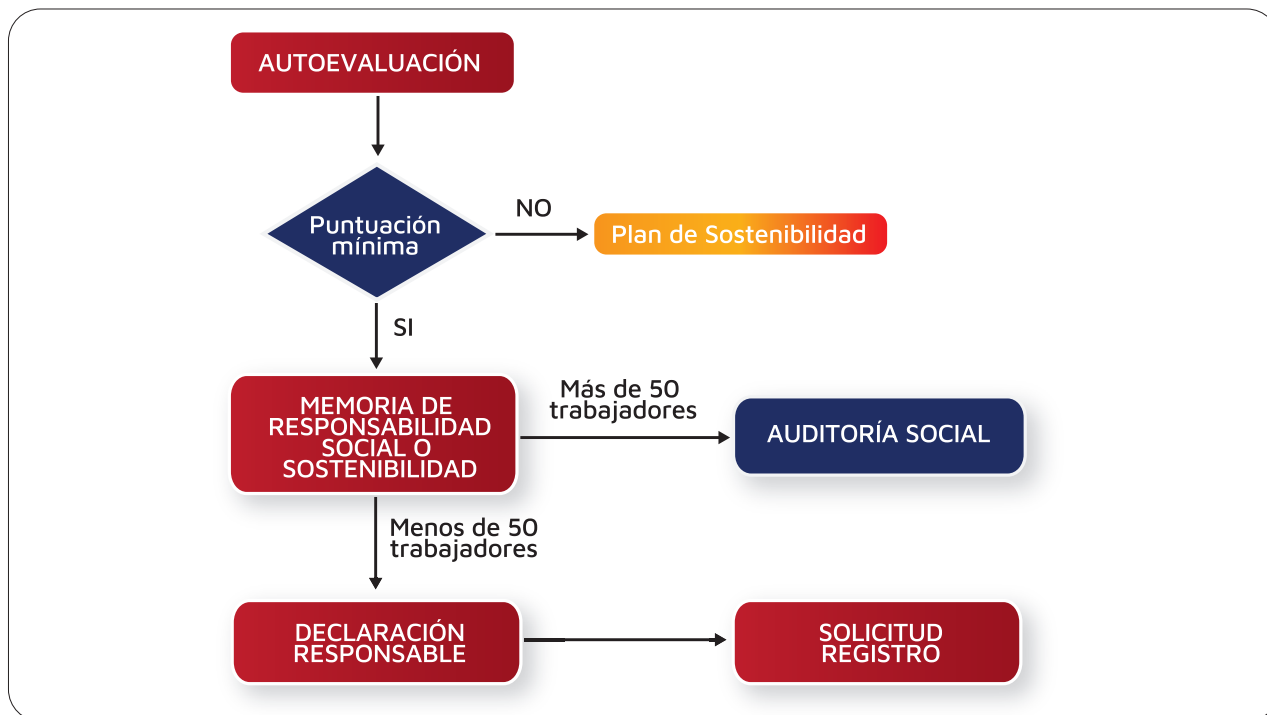 AUTOEVALUACIÓN
Puntuación
mínima
NO
Plan de Sostenibilidad
SI
MEMORIA DE
RESPONSABILIDAD
SOCIAL O
SOSTENIBILIDAD
Más de 50
trabajadores
AUDITORÍA SOCIAL
Menos de 50
trabajadores
DECLARACIÓN
RESPONSABLE
SOLICITUD
REGISTRO